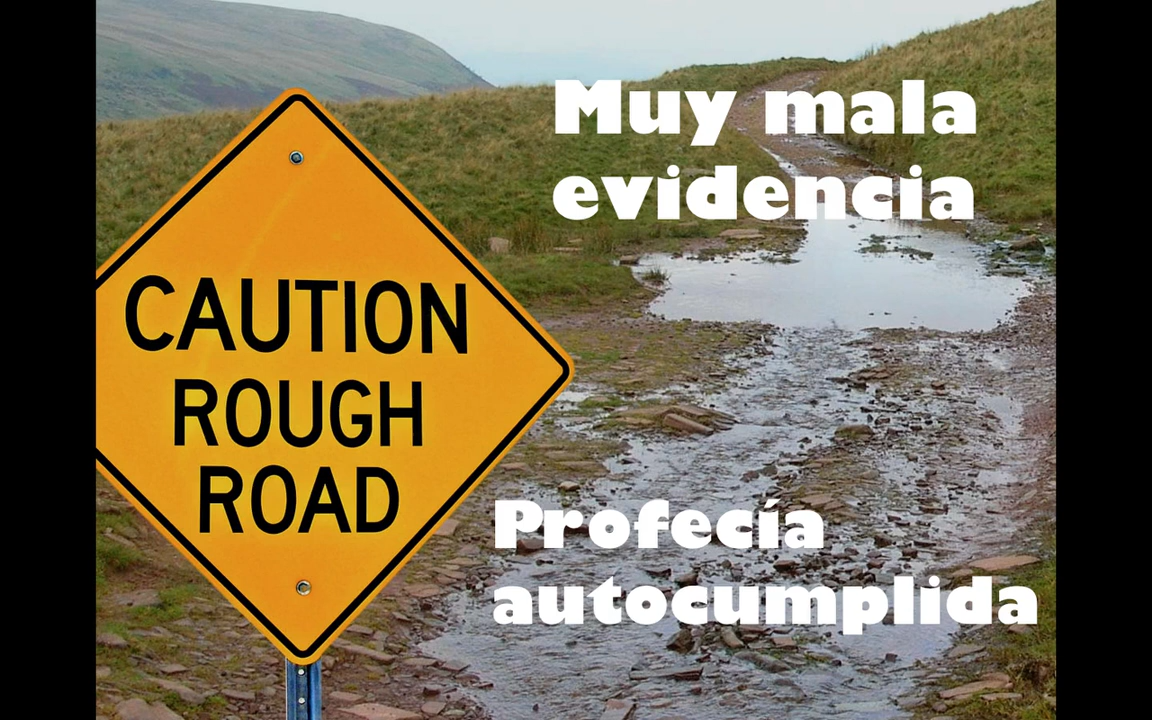 Muy mala
evidencia
CAUTION
ROUGH
ROAD
Profecía
autocumplida